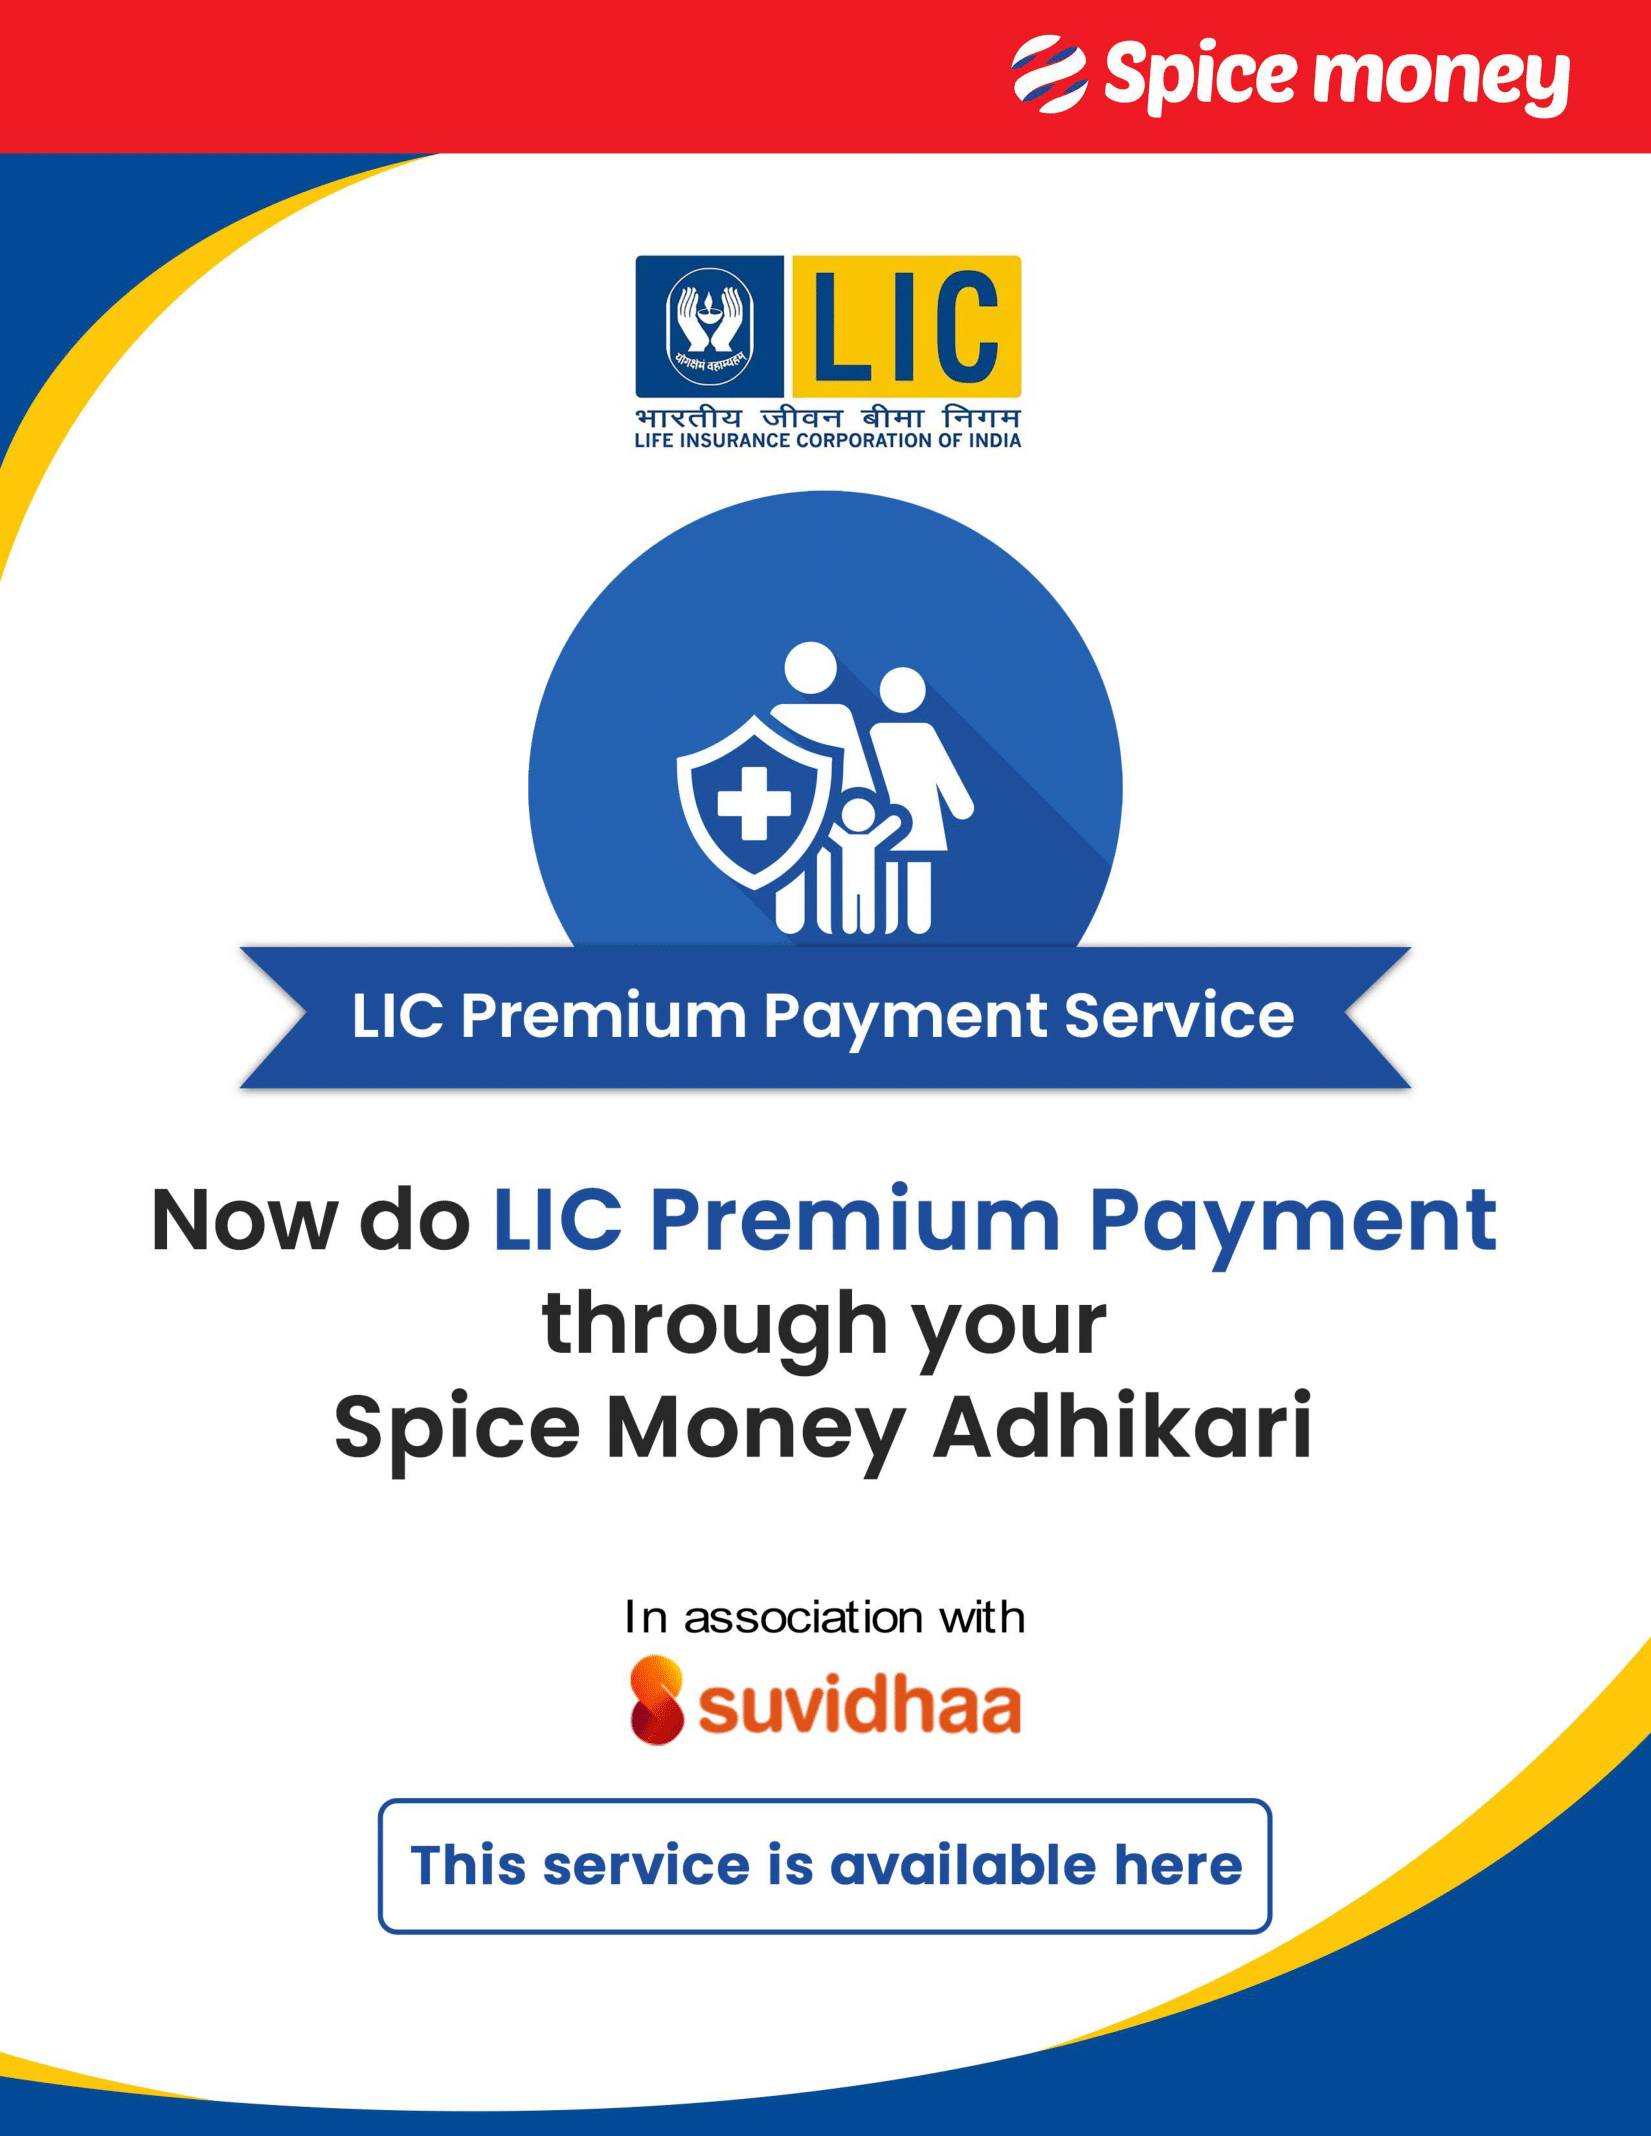 Spice money
योगक्षेमं वहाम्यहम्
LIC
भारतीय जीवन बीमा निगम
LIFE INSURANCE CORPORATION OF INDIA
LIC Premium Payment Service
Now do LIC Premium Payment
through your
Spice Money Adhikari
In association with
suvidhaa
This service is available here